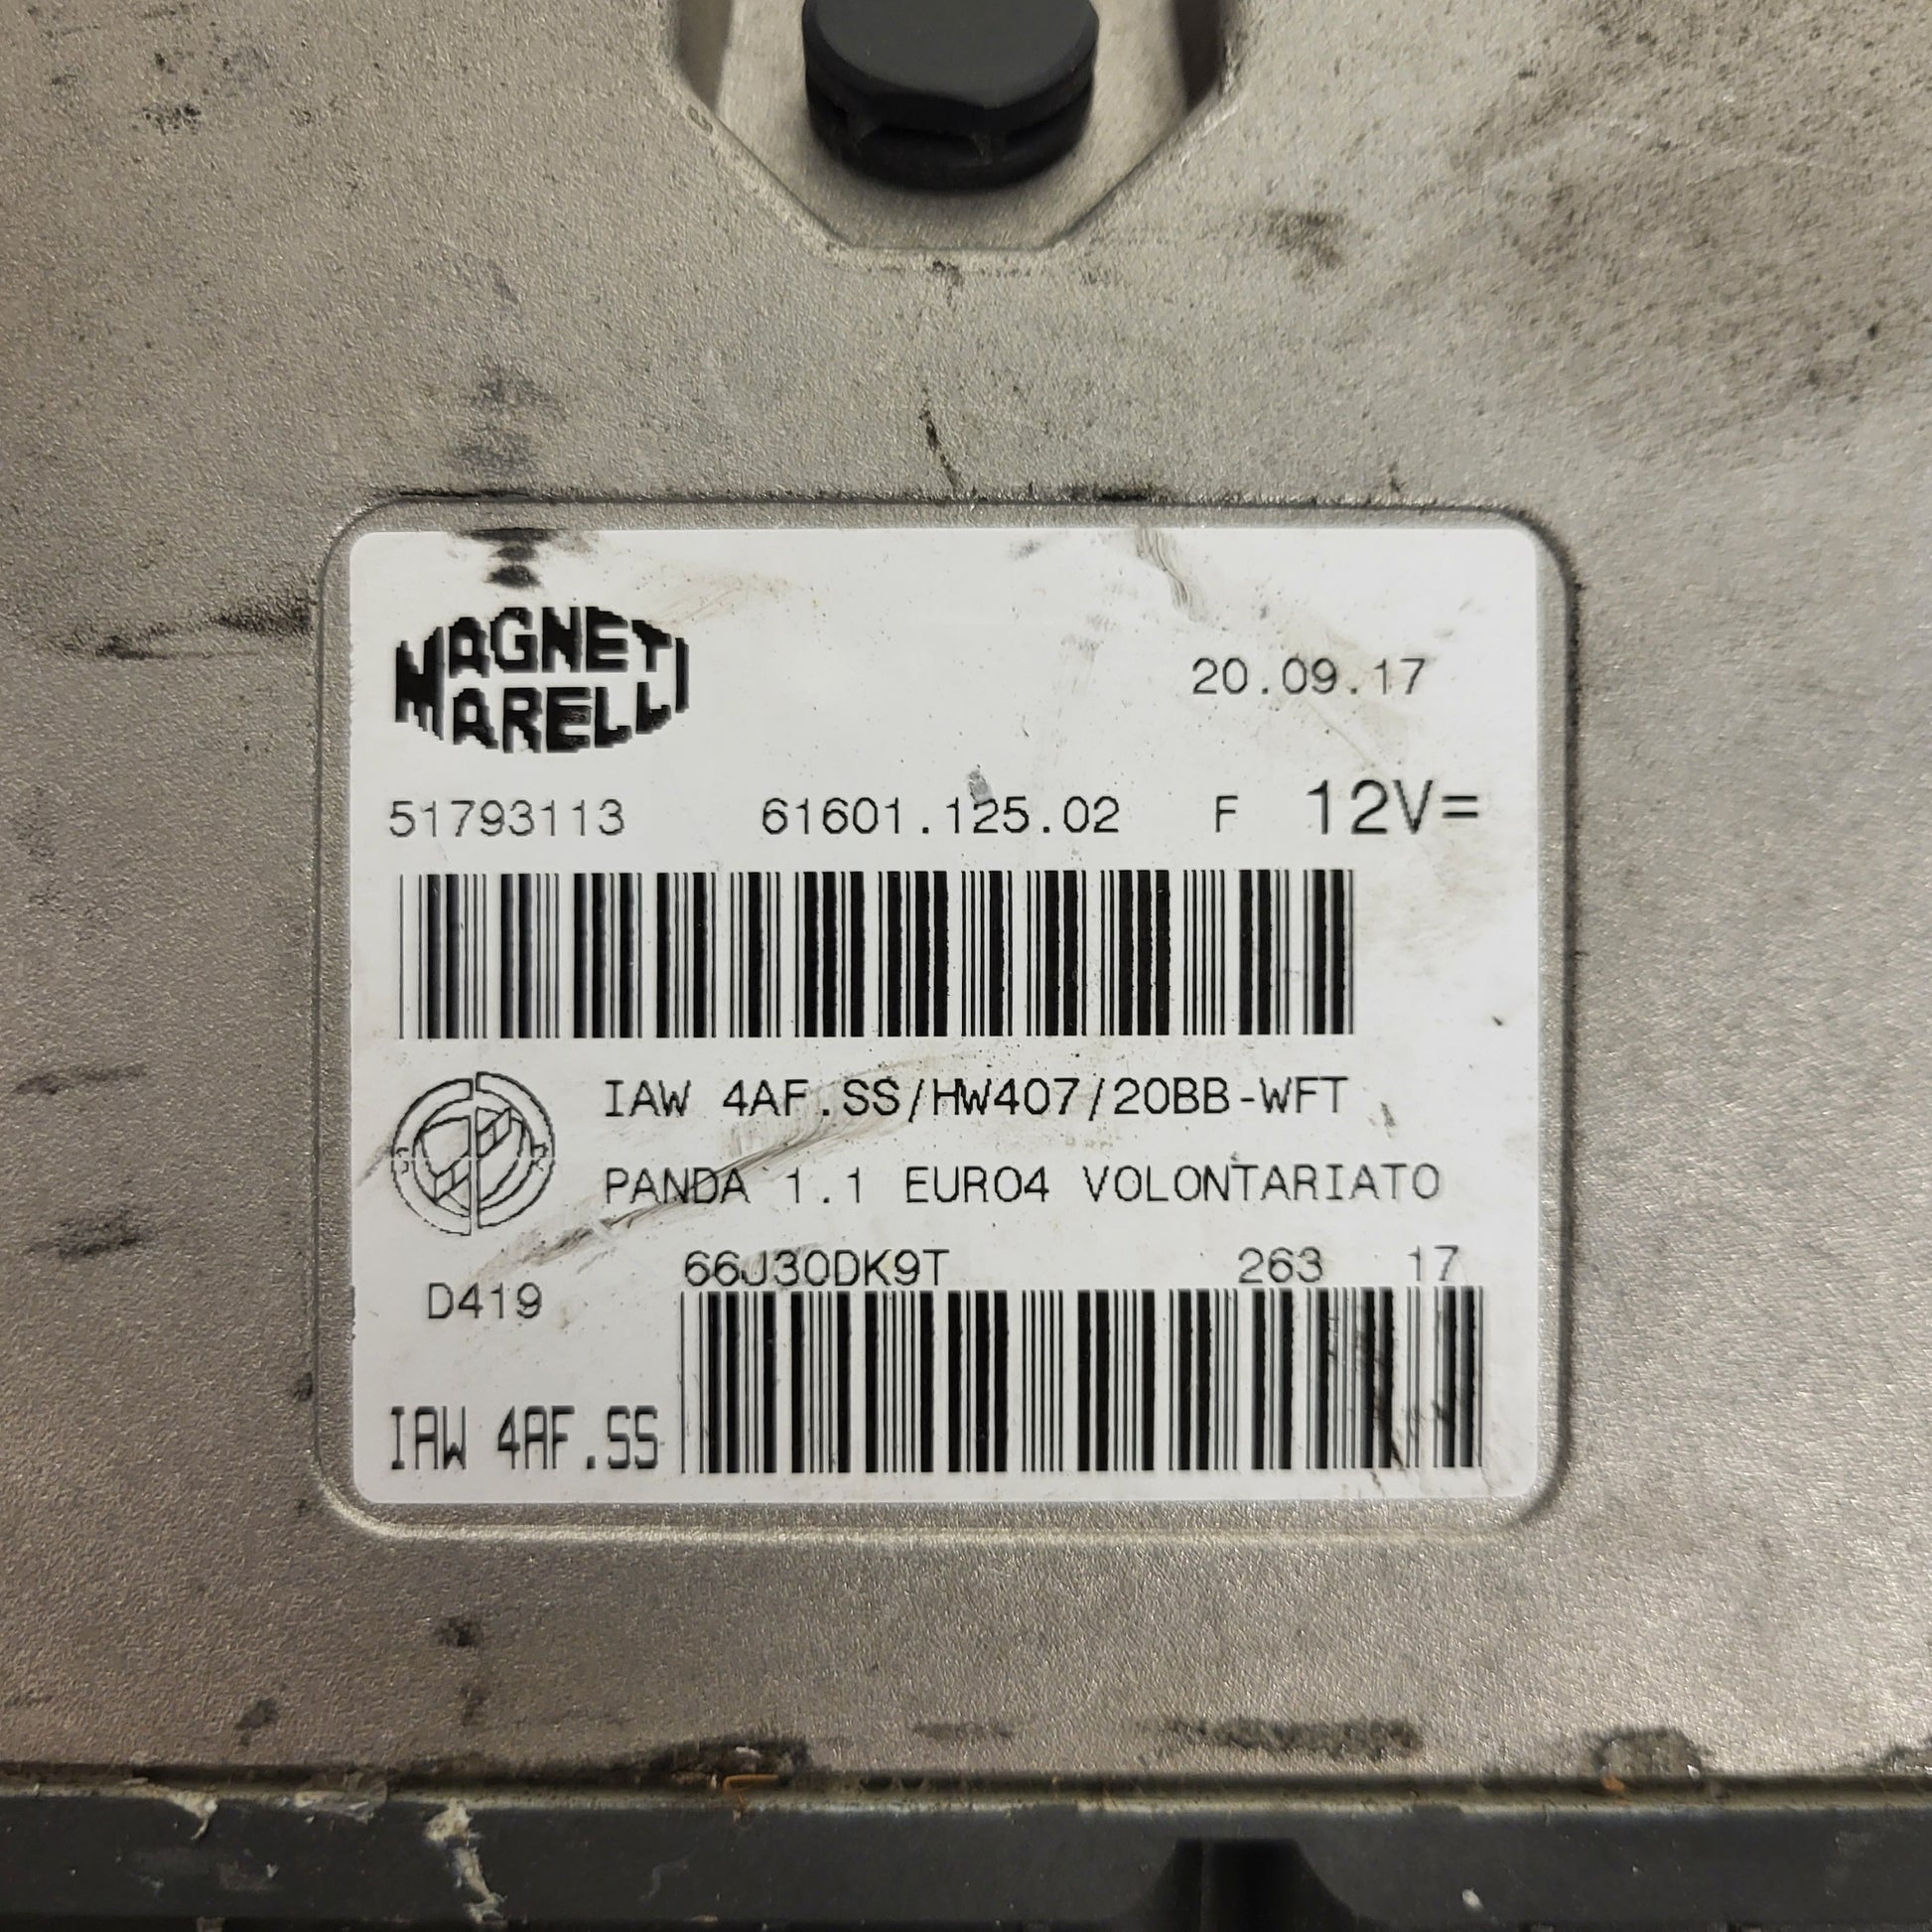 MAGNETI
MARELLI
20.09.17
51793113 61601.125.02 F 12V=
IAW 4AF.SS/HW407/20BB-WFT
PANDA 1.1 EURO4 VOLONTARIATO
66J30DK9T 263 17
D419
IAW 4AF.SS